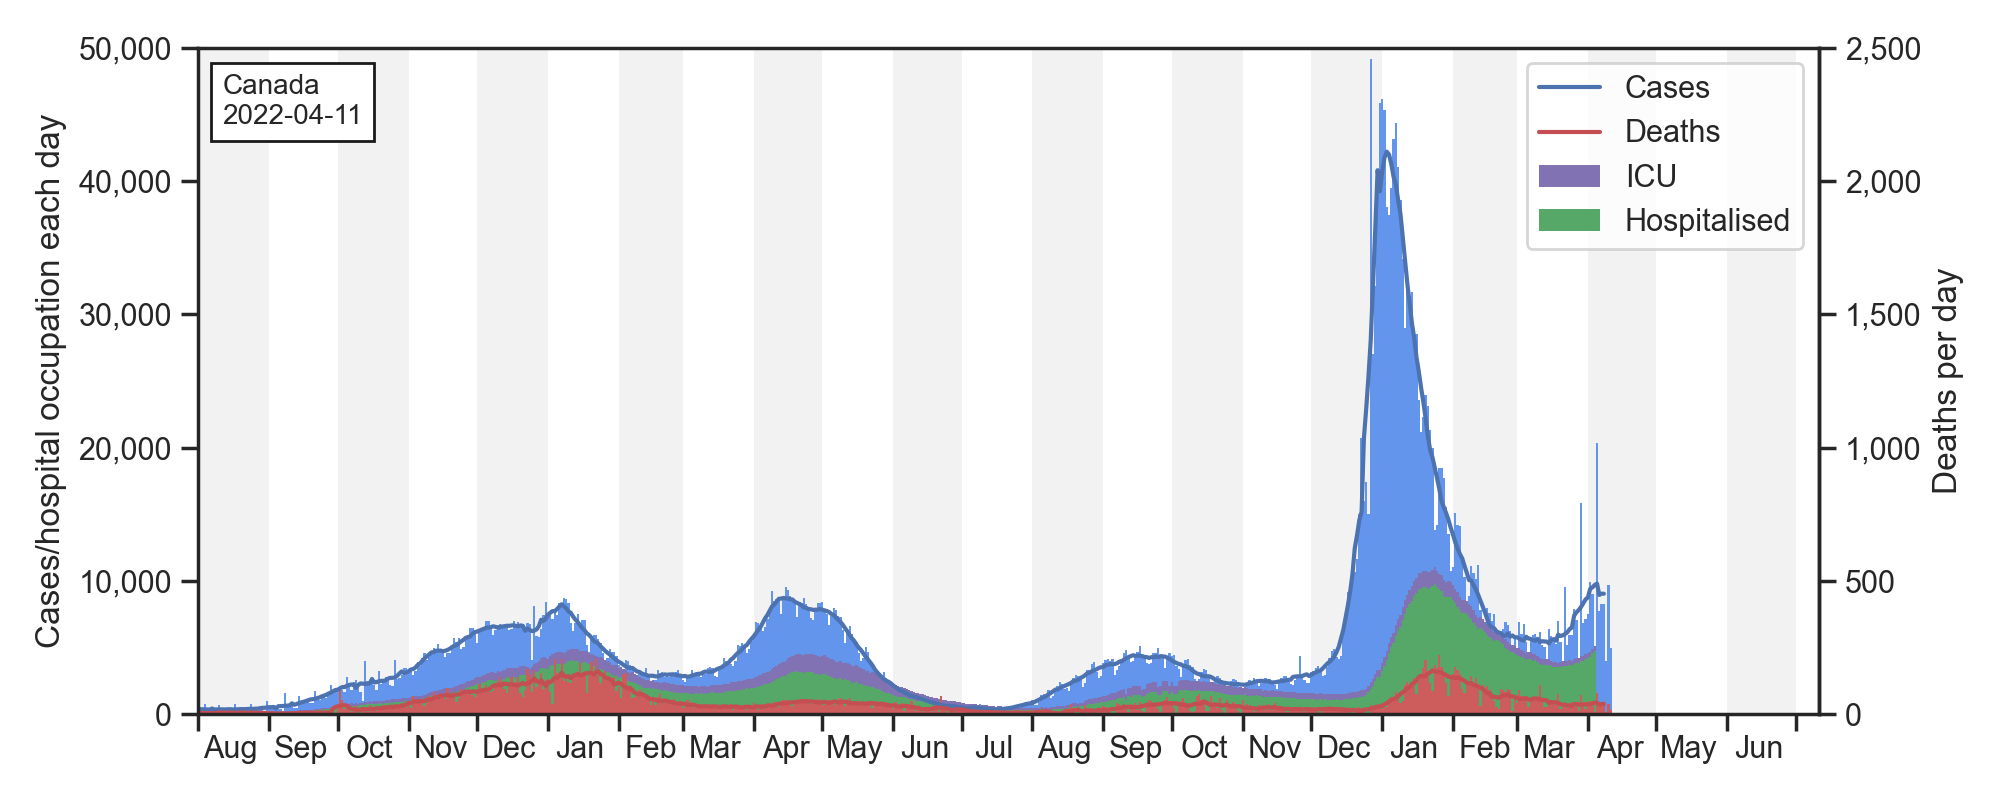 Canada
2022-04-11
Cases/hospital occupation each day
50,000
40,000
30,000
20,000
10,000
0
Cases
Deaths
ICU
Hospitalised
2,500
2,000
1,500
1,000
500
0
Deaths per day
Aug Sep Oct Nov Dec Jan Feb Mar Apr May Jun Jul Aug Sep Oct Nov Dec Jan Feb Mar Apr May Jun